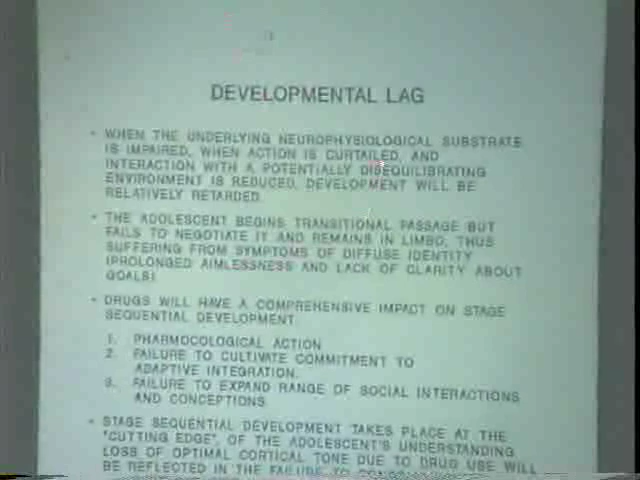 DEVELOPMENTAL LAG
• WHEN THE UNDERLYING NEUROPHYSIOLOGICAL SUBSTRATE
IS IMPAIRED, WHEN ACTION IS CURTAILED, AND
INTERACTION WITH A POTENTIALLY DISEQUILIBRATING
ENVIRONMENT IS REDUCED, DEVELOPMENT WILL BE
RELATIVELY RETARDED.
• THE ADOLESCENT BEGINS TRANSITIONAL PASSAGE BUT
FAILS TO NEGOTIATE IT AND REMAINS IN LIMBO, THUS
SUFFERING FROM SYMPTOMS OF DIFFUSE IDENTITY
(PROLONGED AIMLESSNESS AND LACK OF CLARITY ABOUT
GOALS)
• DRUGS WILL HAVE A COMPREHENSIVE IMPACT ON STAGE
SEQUENTIAL DEVELOPMENT
1. PHARMOCOLOGICAL ACTION
2. FAILURE TO CULTIVATE COMMITMENT TO
ADAPTIVE INTEGRATION.
3. FAILURE TO EXPAND RANGE OF SOCIAL INTERACTIONS
AND CONCEPTIONS
• STAGE SEQUENTIAL DEVELOPMENT TAKES PLACE AT THE
"CUTTING EDGE", OF THE ADOLESCENT'S UNDERSTANDING
LOSS OF OPTIMAL CORTICAL TONE DUE TO DRUG USE WILL
BE REFLECTED IN THE FAILURE TO